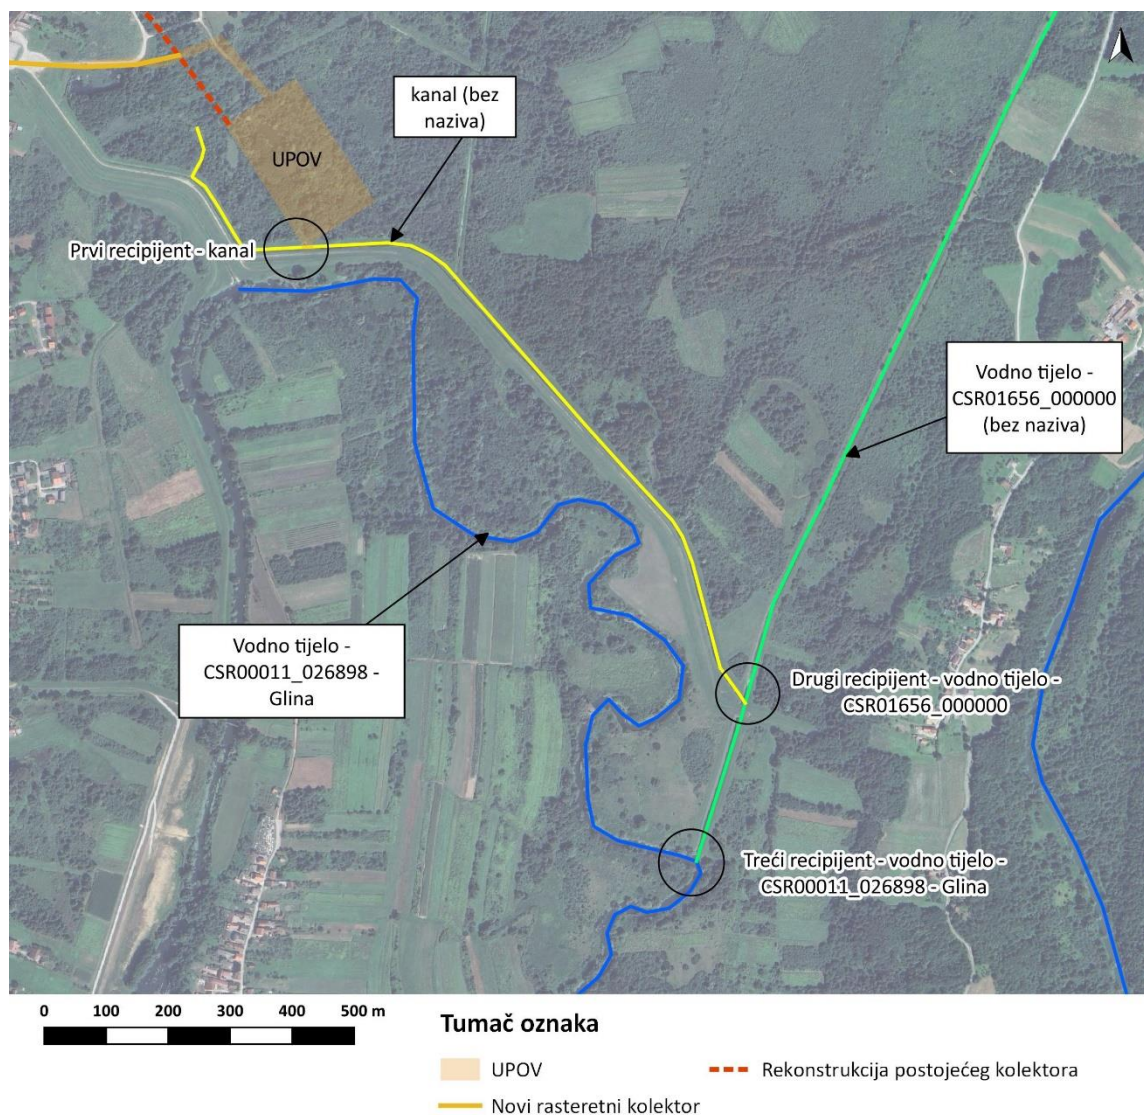 kanal (bez
naziva)
UPOV
Prvi recipijent - kanal
Vodno tijelo -
CSR01656_000000
(bez naziva)
Vodno tijelo -
CSR00011_026898 -
Glina
Drugi recipijent - vodno tijelo -
CSR01656_000000
Treći recipijent - vodno tijelo -
CSR00011_026898 - Glina
0 100 200 300 400 500 m
Tumač oznaka
UPOV
Rekonstrukcija postojećeg kolektora
Novi rasteretni kolektor